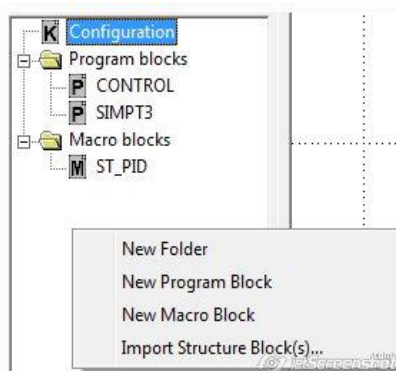 K Configuration
Program blocks
P CONTROL
P SIMPT3
Macro blocks
M ST_PID
New Folder
New Program Block
New Macro Block
Import Structure Block(s)...